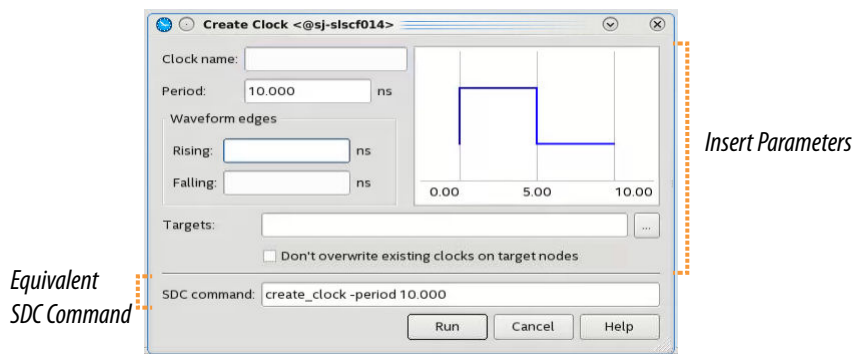 Create Clock <@sj-slscf014>
Clock name:
Period: 10.000 ns
Waveform edges
Rising: ns
Falling: ns
0.00 5.00 10.00
Insert Parameters
Targets: ...
Don't overwrite existing clocks on target nodes
Equivalent
SDC Command
SDC command: create_clock -period 10.000
Run Cancel Help